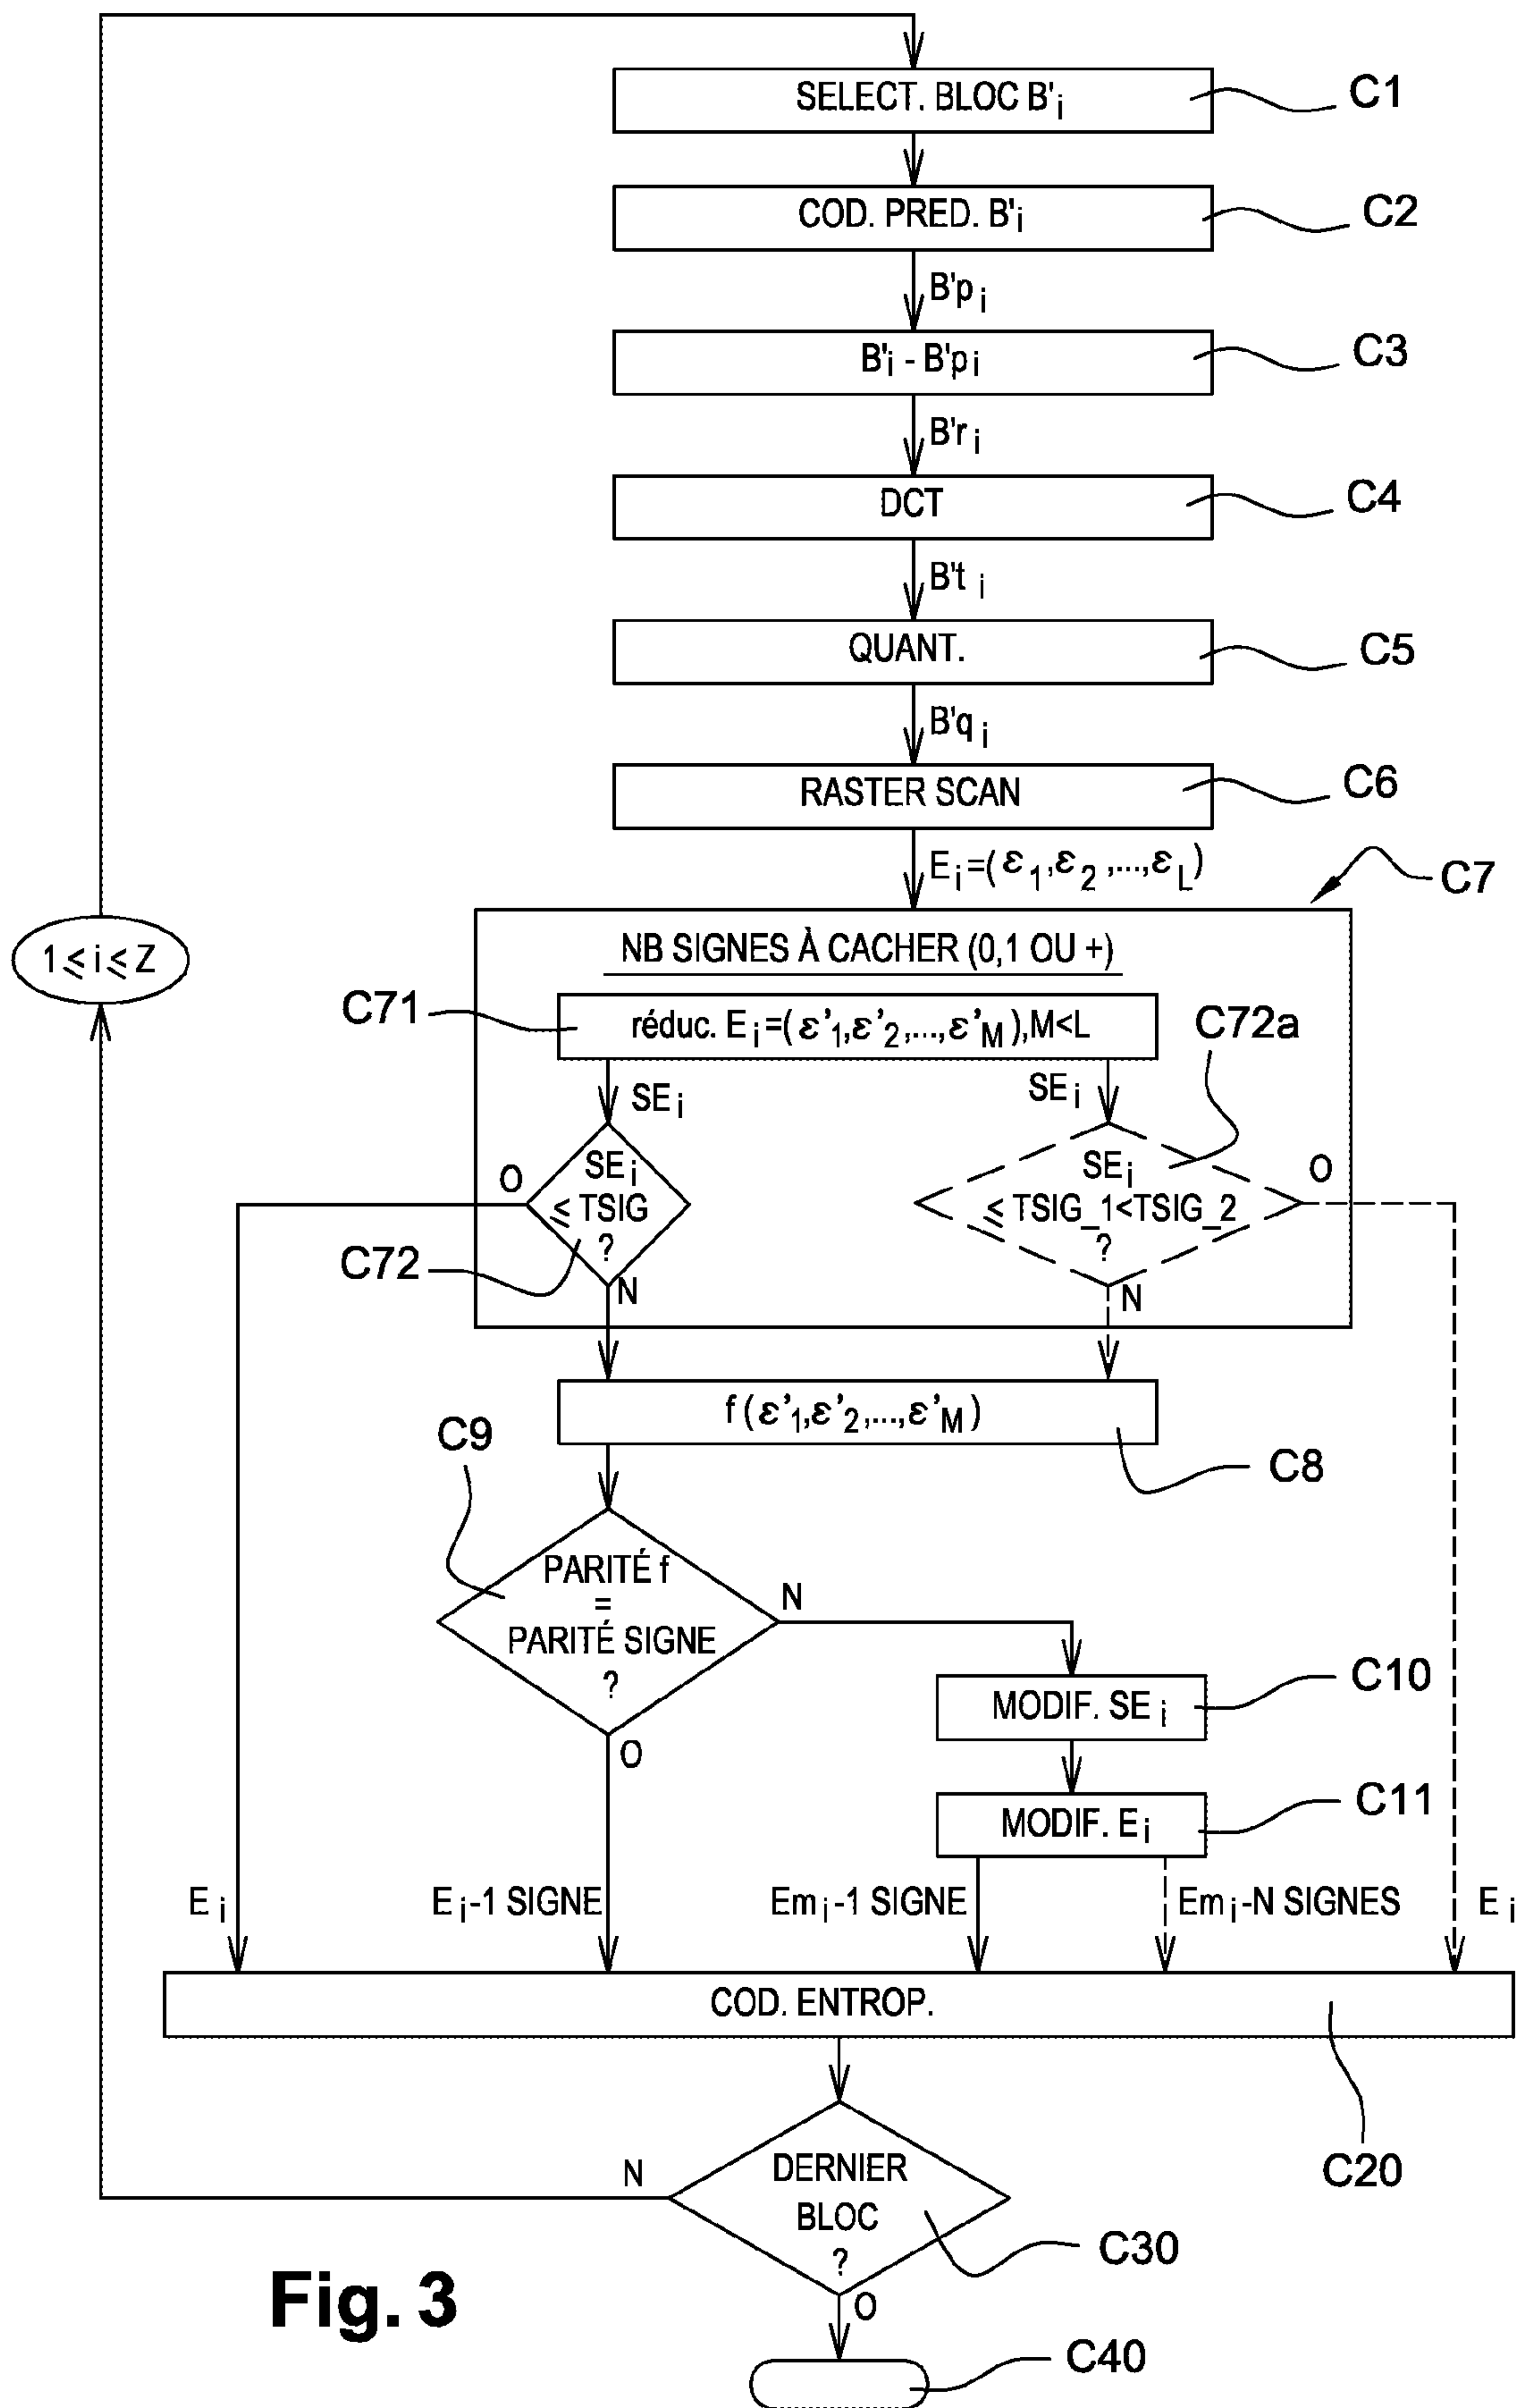 SELECT. BLOC B'i
C1
COD. PRED. B'i
C2
B'pi
B'i - B'pi
C3
B'ri
DCT
C4
B'ti
QUANT.
C5
B'qi
RASTER SCAN
C6
Ei=(ε1,ε2,...,εL)
C7
1≤i≤Z
NB SIGNES À CACHER (0,1 OU +)
C71
réduc. Ei=(ε'1,ε'2,...,ε'M),M<L
C72a
SEi
SEi
O
SEi
≤ TSIG
?
SEi
≤ TSIG_1<TSIG_2
?
O
C72
N
N
f(ε'1,ε'2,...,ε'M)
C8
C9
PARITÉ f
=
PARITÉ SIGNE
?
N
O
MODIF. SEi
C10
MODIF. Ei
C11
Ei
Ei-1 SIGNE
Emi-1 SIGNE
Emi-N SIGNES
Ei
COD. ENTROP.
C20
N
DERNIER
BLOC
?
C30
O
Fig. 3
C40